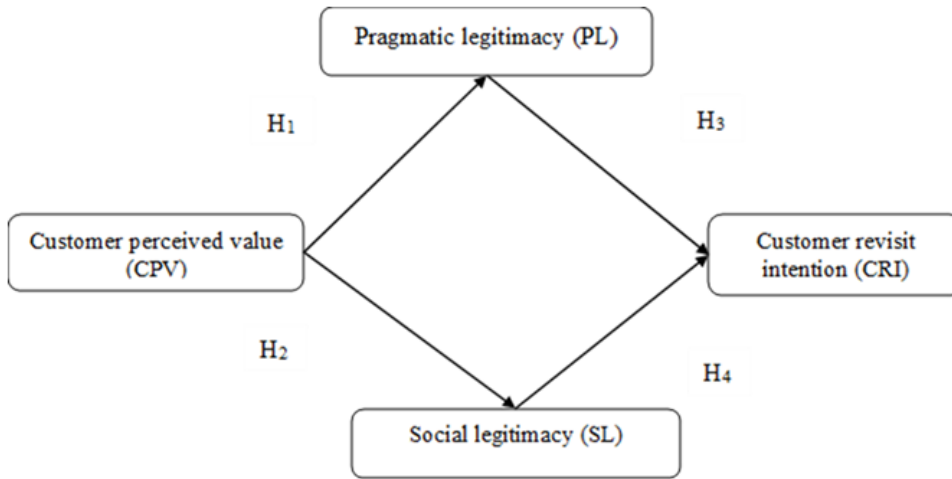 Pragmatic legitimacy (PL)
H1
H3
Customer perceived value
(CPV)
Customer revisit
intention (CRI)
H2
H4
Social legitimacy (SL)